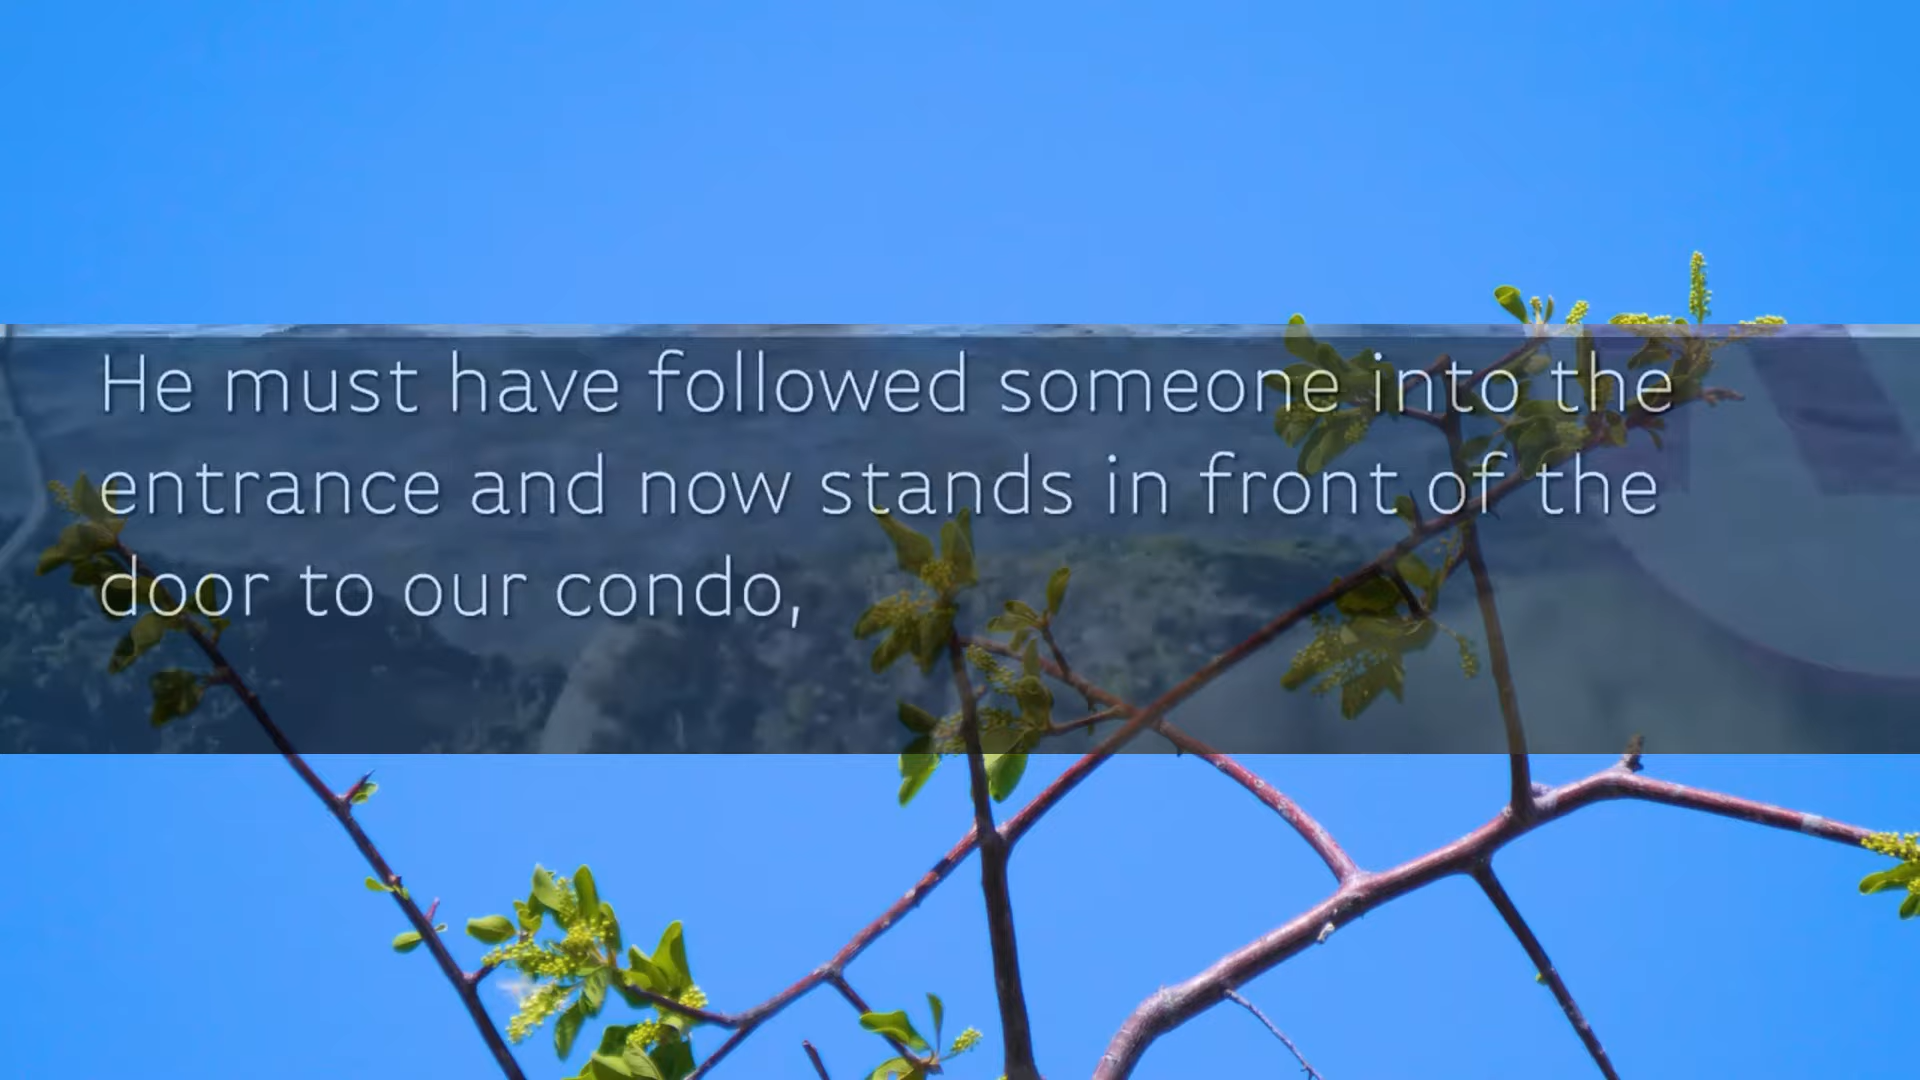 He must have followed someone into the
entrance and now stands in front of the
door to our condo,